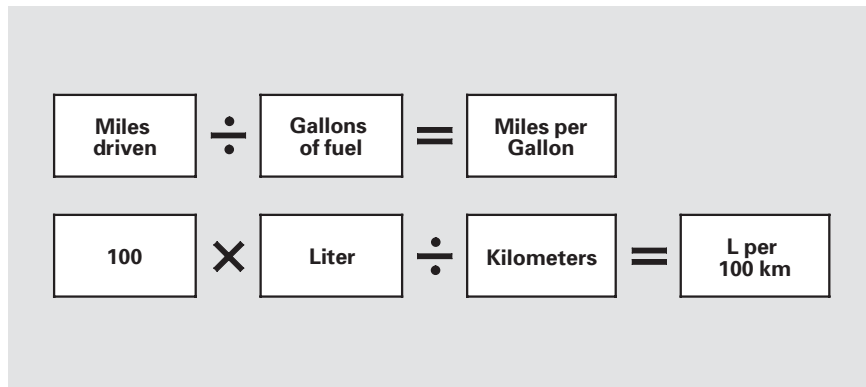 Miles driven ÷ Gallons of fuel = Miles per Gallon
100 × Liter ÷ Kilometers = L per 100 km